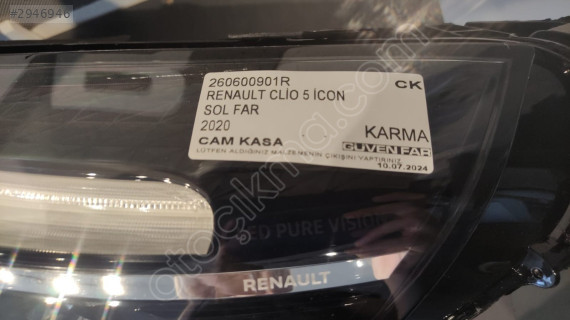 #2946946
260600901R
CK
RENAULT CLİO 5 İCON
SOL FAR
2020
KARMA
CAM KASA
GÜVEN FAR
LÜTFEN ALDIĞINIZ MALZEMENİN ÇIKIŞINI YAPTIRINIZ
10.07.2024
PURE VISION
RENAULT
otoçıkma.com